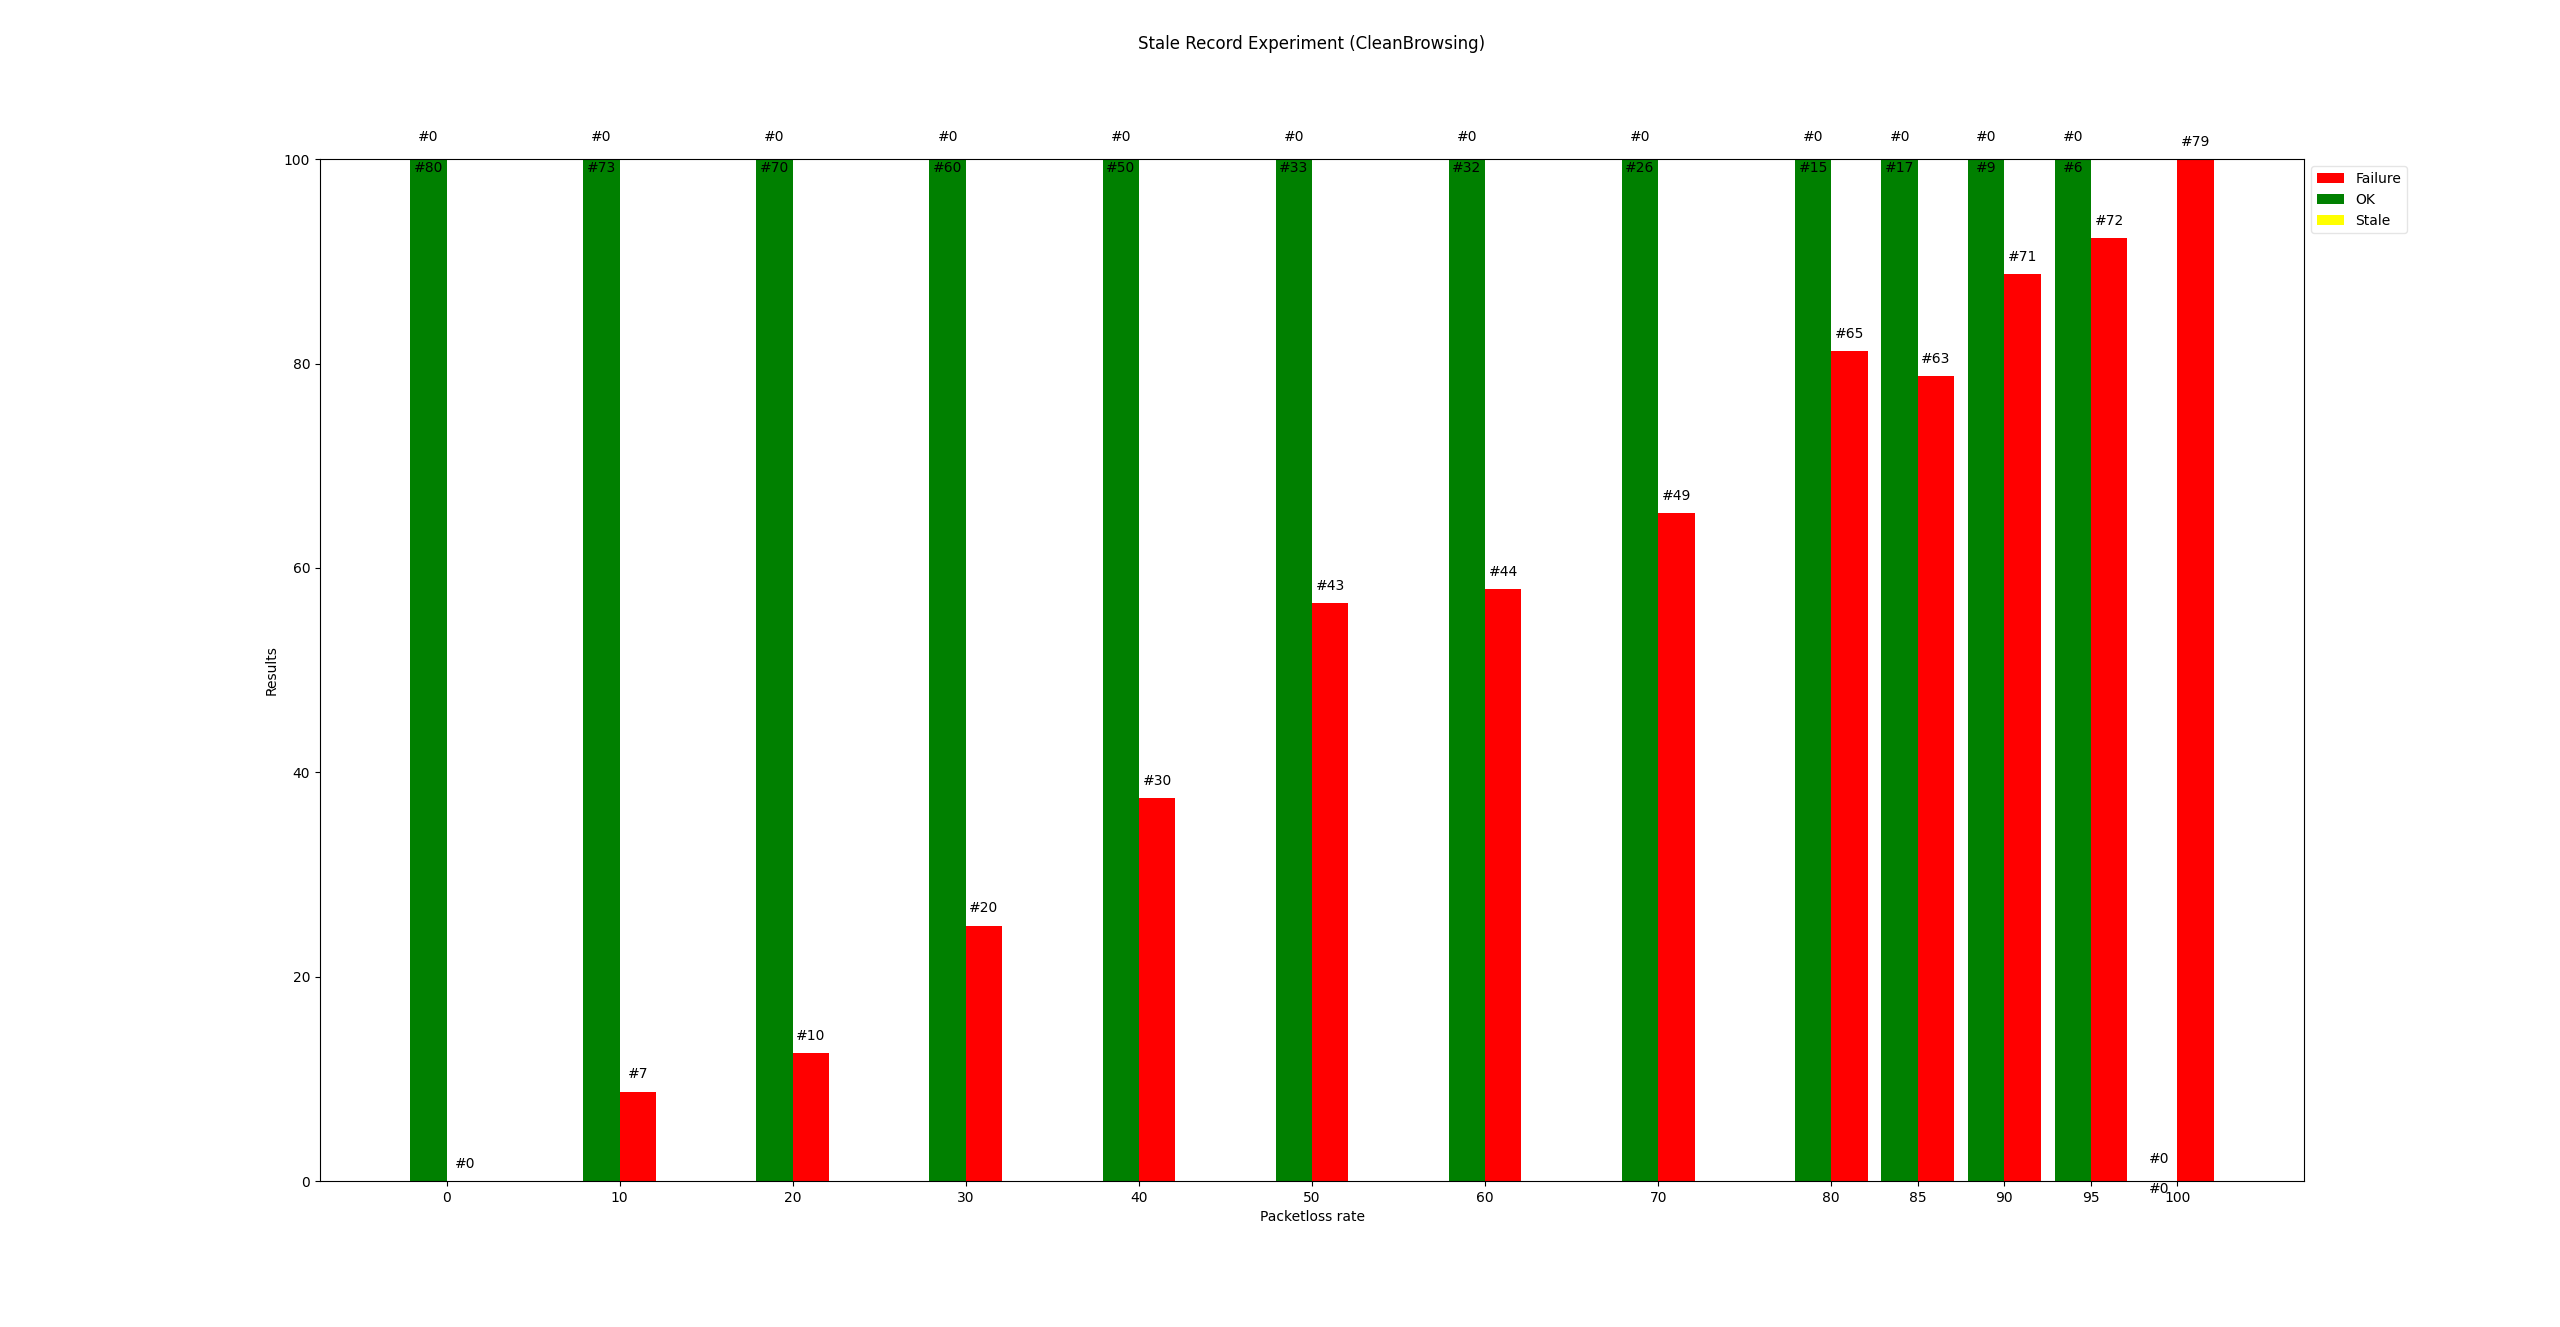 Stale Record Experiment (CleanBrowsing)
#0 #0 #0 #0 #0 #0 #0 #0 #0 #0 #0 #0 #79
100 #80 #73 #70 #60 #50 #33 #32 #26 #15 #17 #9 #6
Failure
OK
Stale
#72
#71
#65
80 #63
#49
60 #44
#43
40 #30
#20
20
#10
#7
#0 #0
0
#0
0 10 20 30 40 50 60 70 80 85 90 95 100
Packetloss rate
Results